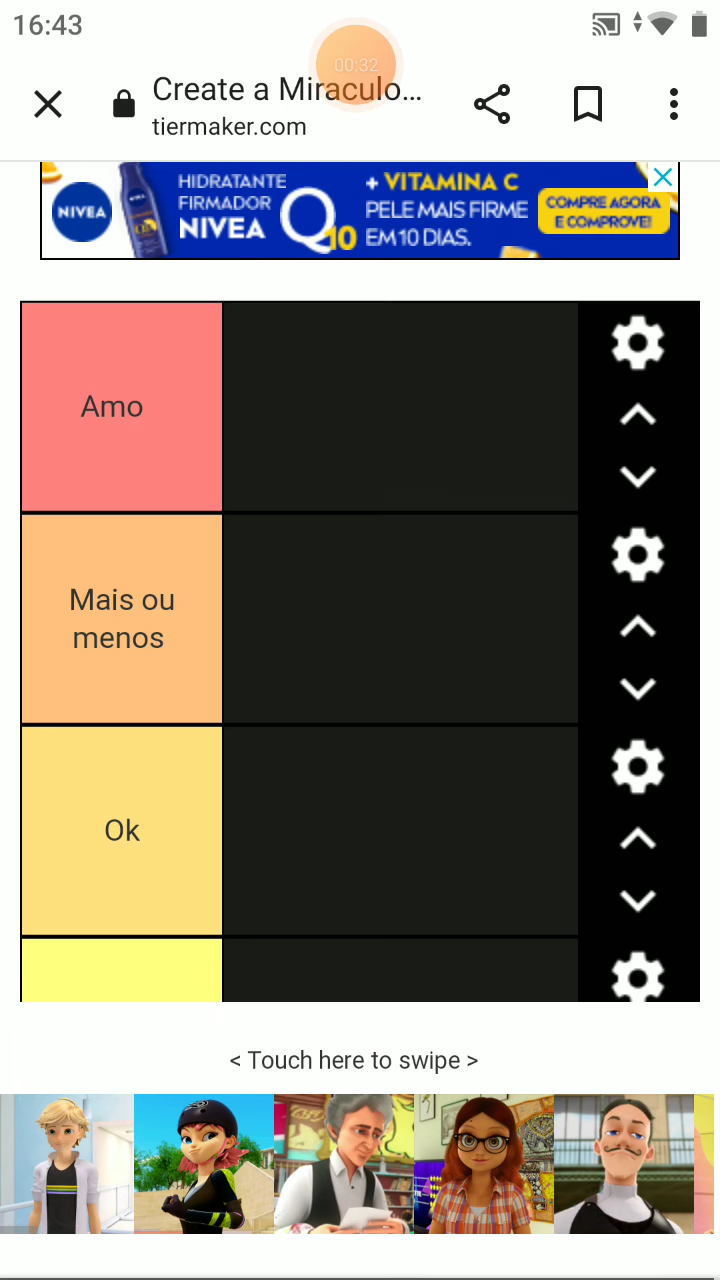 16:43
00:32
Create a Miraculo...
tiermaker.com
NIVEA
HIDRATANTE
FIRMADOR
NIVEA
Q10
+ VITAMINA C
PELE MAIS FIRME
EM 10 DIAS.
COMPRE AGORA
E COMPROVE!
Amo
Mais ou
menos
Ok
< Touch here to swipe >